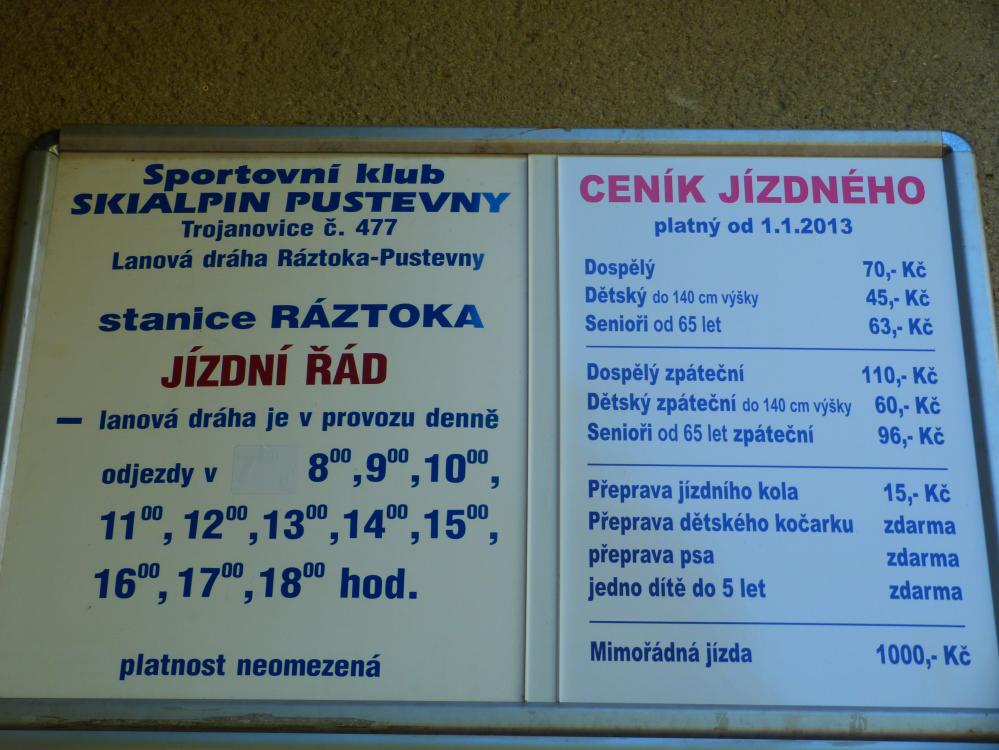 Sportovní klub
SKIALPIN PUSTEVNY
Trojanovice č. 477
Lanová dráha Ráztoka-Pustevny
stanice RÁZTOKA
JÍZDNÍ ŘÁD
– lanová dráha je v provozu denně
odjezdy v 8⁰⁰,9⁰⁰,10⁰⁰,
11⁰⁰,12⁰⁰,13⁰⁰,14⁰⁰,15⁰⁰,
16⁰⁰,17⁰⁰,18⁰⁰ hod.
platnost neomezená
CENÍK JÍZDNÉHO
platný od 1.1.2013
Dospělý 70,- Kč
Dětský do 140 cm výšky 45,- Kč
Senioři od 65 let 63,- Kč
Dospělý zpáteční 110,- Kč
Dětský zpáteční do 140 cm výšky 60,- Kč
Senioři od 65 let zpáteční 96,- Kč
Přeprava jízdního kola 15,- Kč
Přeprava dětského kočarku zdarma
přeprava psa zdarma
jedno dítě do 5 let zdarma
Mimořádná jízda 1000,- Kč